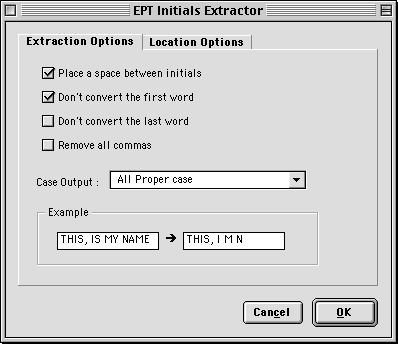 EPT Initials Extractor
Extraction Options Location Options
Place a space between initials
Don't convert the first word
Don't convert the last word
Remove all commas
Case Output : All Proper case
Example
THIS, IS MY NAME → THIS, I M N
Cancel OK